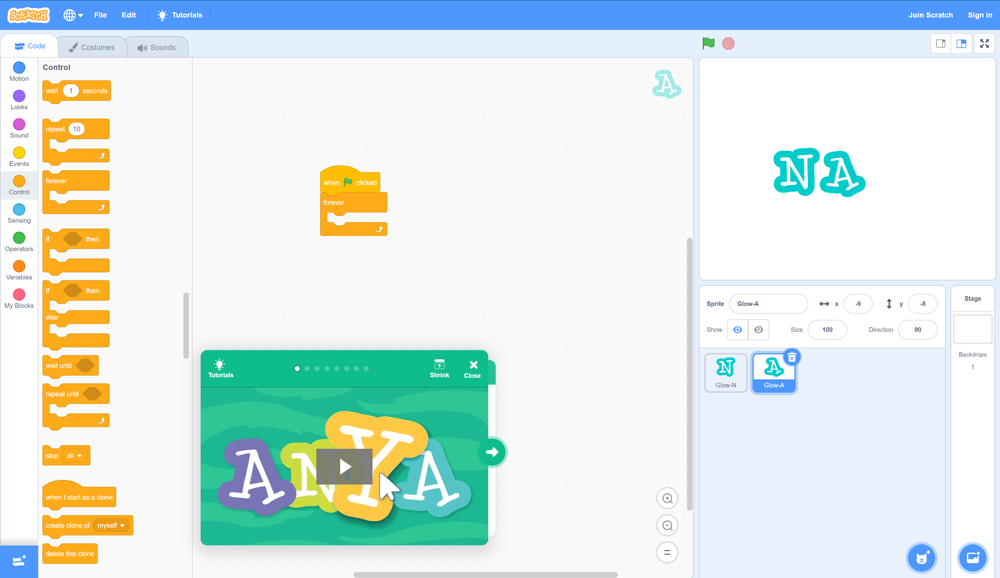 SCRATCH
File
Edit
Tutorials
Join Scratch
Sign in
Code
Costumes
Sounds
Motion
Looks
Sound
Events
Control
Sensing
Operators
Variables
My Blocks
Control
wait 1 seconds
repeat 10
forever
if then
if then
else
wait until
repeat until
stop all
when I start as a clone
create clone of myself
delete this clone
when clicked
forever
A
Tutorials
Shrink
Close
ANYA
N A
Sprite Glow-A x -9 y -8
Show Size 100 Direction 90
N
Glow-N
A
Glow-A
Stage
Backdrops
1